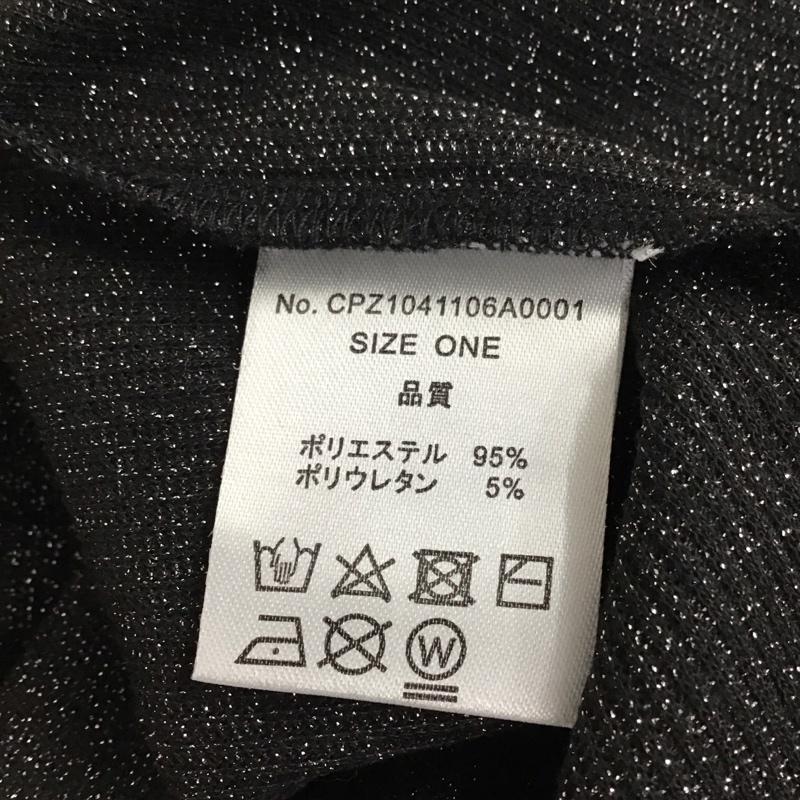 No. CPZ1041106A0001
SIZE ONE
品質
ポリエステル 95%
ポリウレタン 5%
W